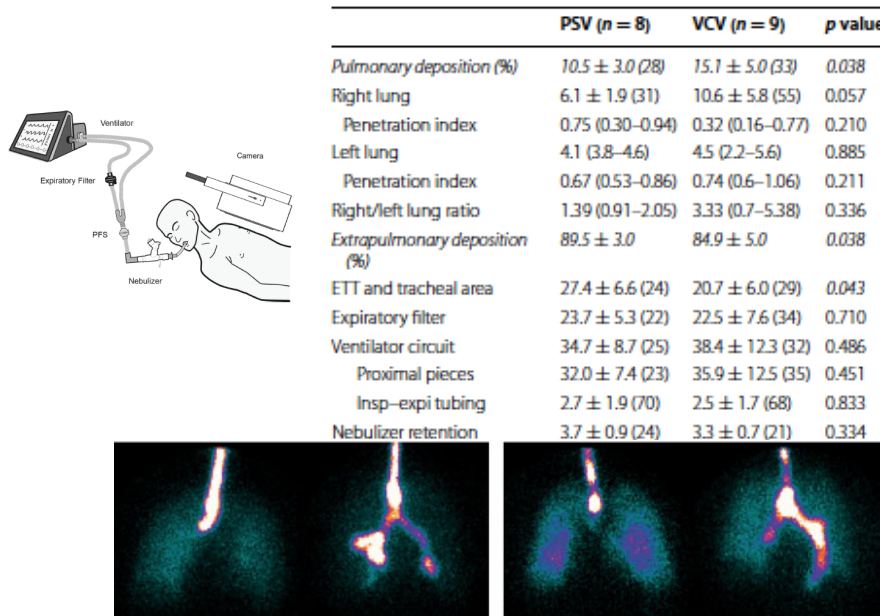 Ventilator
Camera
Expiratory Filter
PFS
Nebulizer
PSV (n = 8) VCV (n = 9) p value
Pulmonary deposition (%) 10.5 ± 3.0 (28) 15.1 ± 5.0 (33) 0.038
Right lung 6.1 ± 1.9 (31) 10.6 ± 5.8 (55) 0.057
Penetration index 0.75 (0.30–0.94) 0.32 (0.16–0.77) 0.210
Left lung 4.1 (3.8–4.6) 4.5 (2.2–5.6) 0.885
Penetration index 0.67 (0.53–0.86) 0.74 (0.6–1.06) 0.211
Right/left lung ratio 1.39 (0.91–2.05) 3.33 (0.7–5.38) 0.336
Extrapulmonary deposition 89.5 ± 3.0 84.9 ± 5.0 0.038
(%)
ETT and tracheal area 27.4 ± 6.6 (24) 20.7 ± 6.0 (29) 0.043
Expiratory filter 23.7 ± 5.3 (22) 22.5 ± 7.6 (34) 0.710
Ventilator circuit 34.7 ± 8.7 (25) 38.4 ± 12.3 (32) 0.486
Proximal pieces 32.0 ± 7.4 (23) 35.9 ± 12.5 (35) 0.451
Insp–expi tubing 2.7 ± 1.9 (70) 2.5 ± 1.7 (68) 0.833
Nebulizer retention 3.7 ± 0.9 (24) 3.3 ± 0.7 (21) 0.334